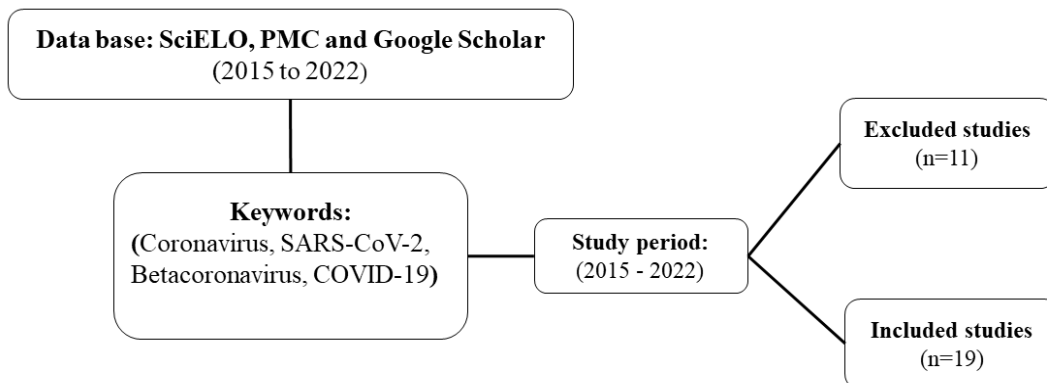 Data base: SciELO, PMC and Google Scholar
(2015 to 2022)
Keywords:
(Coronavirus, SARS-CoV-2,
Betacoronavirus, COVID-19)
Study period:
(2015 - 2022)
Excluded studies
(n=11)
Included studies
(n=19)